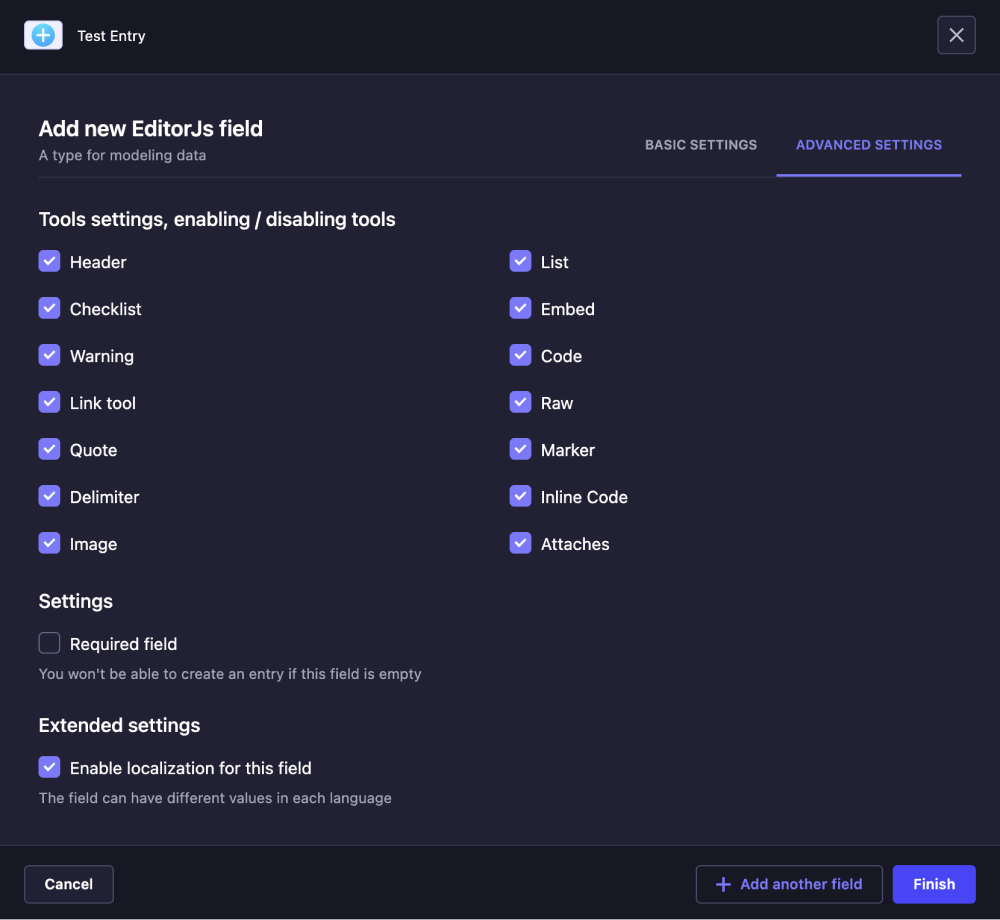 Test Entry
Add new EditorJs field
A type for modeling data
BASIC SETTINGS
ADVANCED SETTINGS
Tools settings, enabling / disabling tools
Header
List
Checklist
Embed
Warning
Code
Link tool
Raw
Quote
Marker
Delimiter
Inline Code
Image
Attaches
Settings
Required field
You won't be able to create an entry if this field is empty
Extended settings
Enable localization for this field
The field can have different values in each language
Cancel
Add another field
Finish